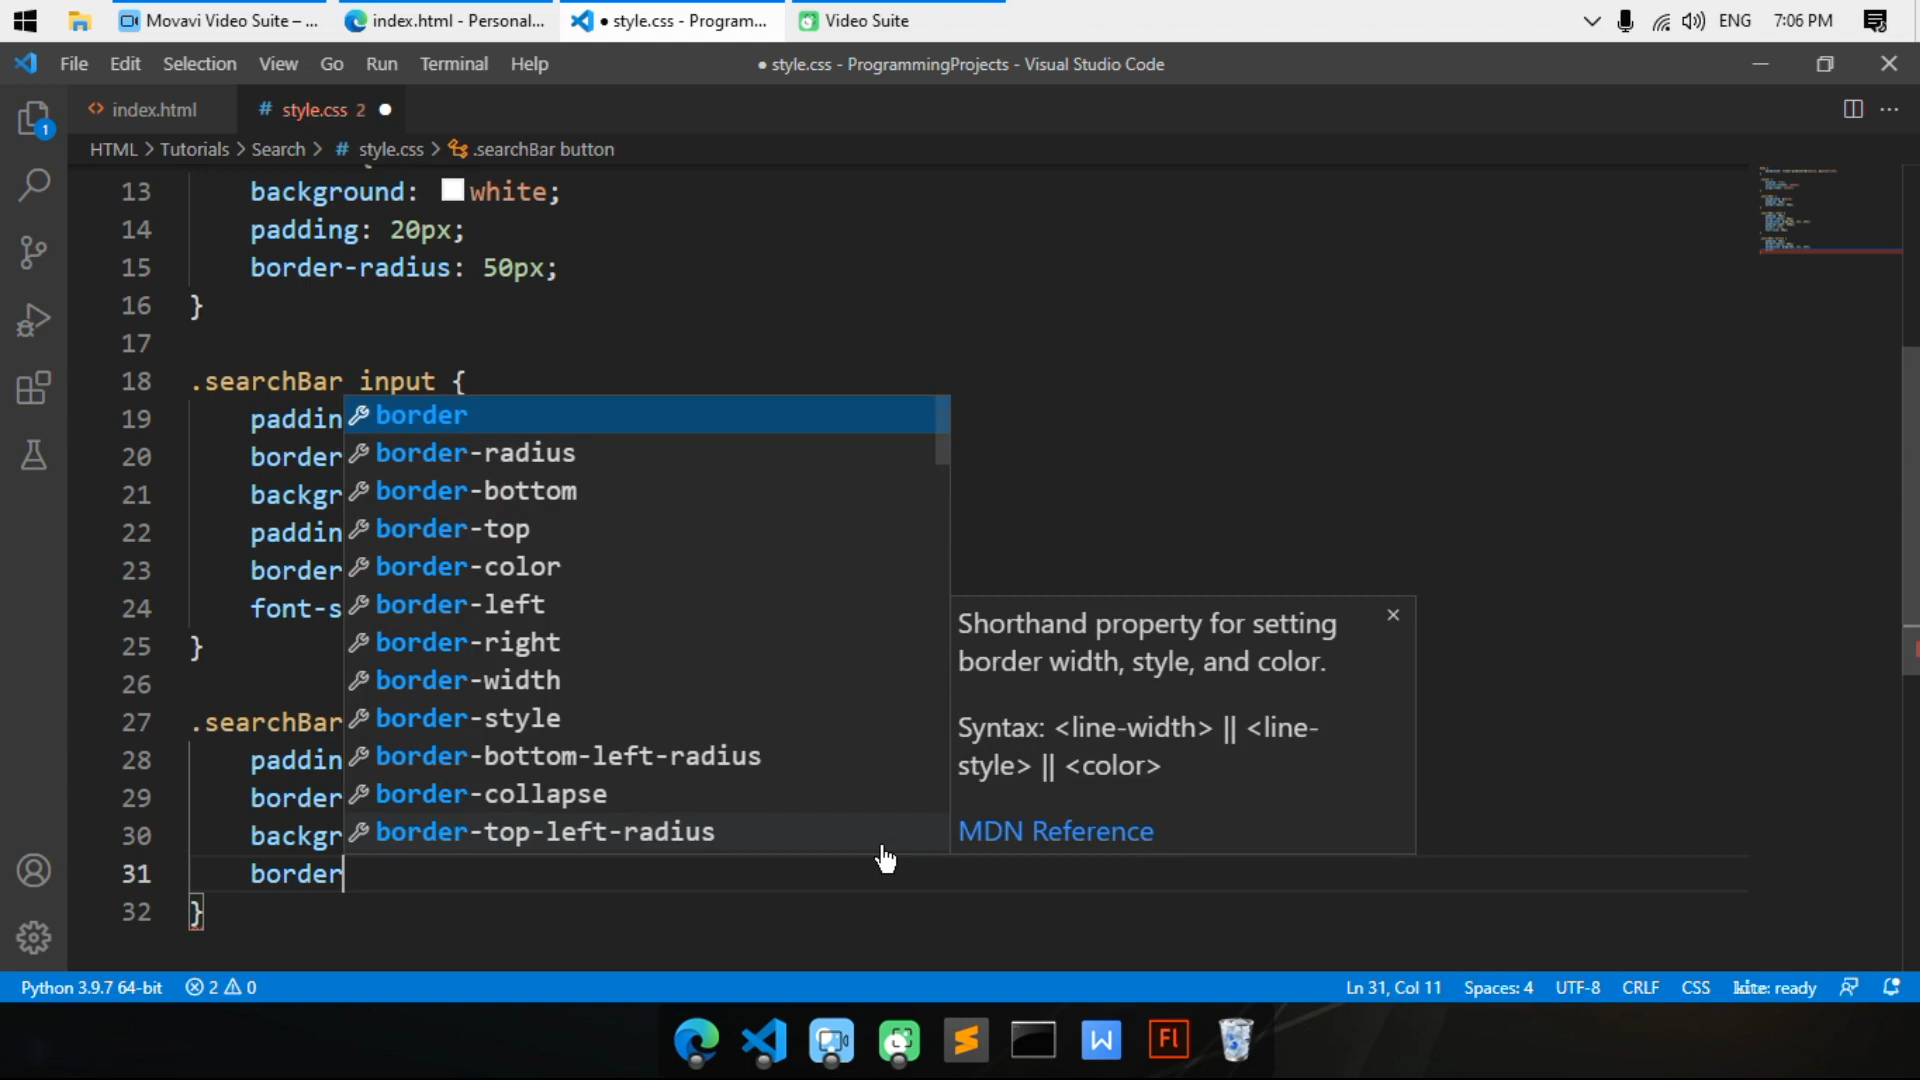 Movavi Video Suite – ...
index.html - Personal...
● style.css - Program...
Video Suite
ENG
7:06 PM
File Edit Selection View Go Run Terminal Help
● style.css - ProgrammingProjects - Visual Studio Code
1
<> index.html
# style.css 2 ●
HTML > Tutorials > Search > # style.css > .searchBar button
13 background: white;
14 padding: 20px;
15 border-radius: 50px;
16 }
17
18 .searchBar input {
19 paddin
20 border
21 backgr
22 paddin
23 border
24 font-s
25 }
26
27 .searchBar
28 paddin
29 border
30 backgr
31 border
32 }
border
border-radius
border-bottom
border-top
border-color
border-left
border-right
border-width
border-style
border-bottom-left-radius
border-collapse
border-top-left-radius
Shorthand property for setting
border width, style, and color.
Syntax: <line-width> || <line-
style> || <color>
MDN Reference
Python 3.9.7 64-bit
2 0
Ln 31, Col 11
Spaces: 4
UTF-8
CRLF
CSS
kite: ready
W
Fl